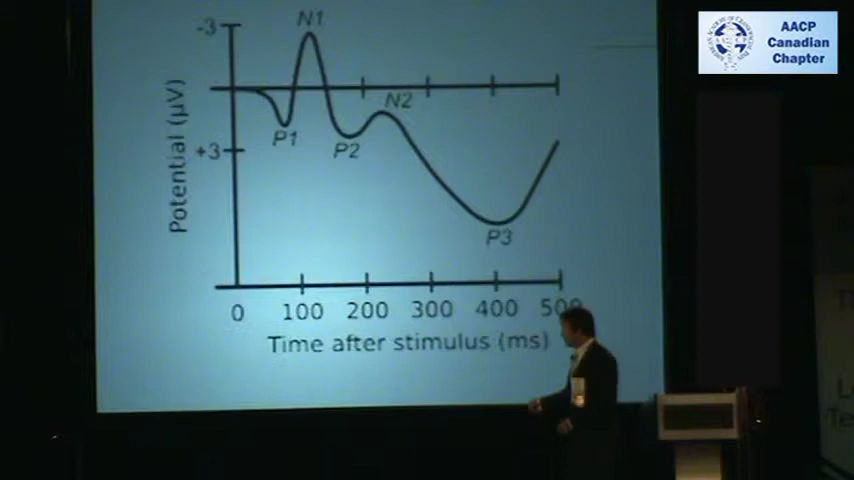 -3
N1
N2
P1
P2
+3
P3
Potential (µV)
0 100 200 300 400 500
Time after stimulus (ms)
AACP
Canadian
Chapter